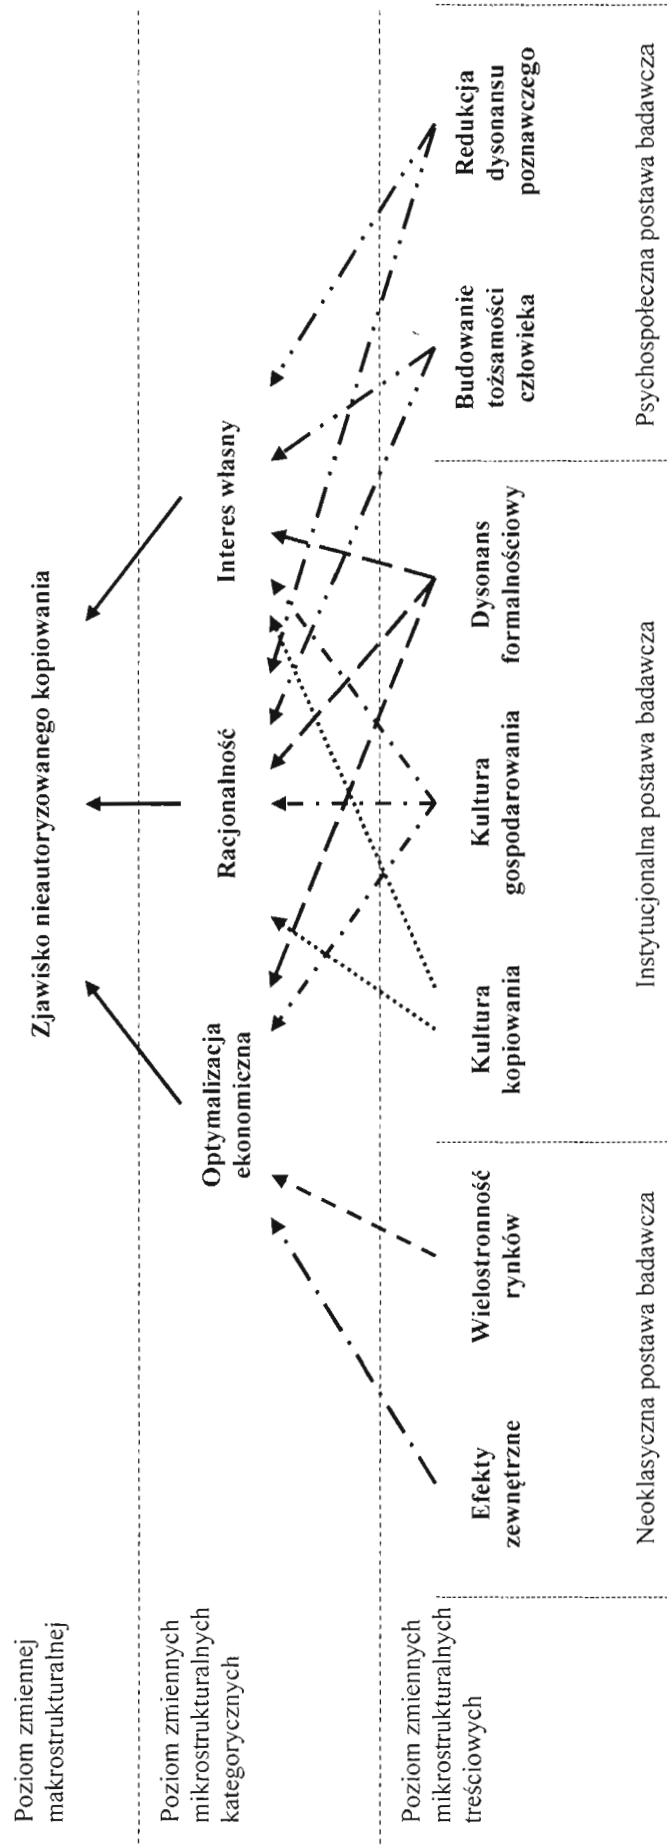 Poziom zmiennej
makrostrukturalnej
Zjawisko nieautoryzowanego kopiowania
Poziom zmiennych
mikrostrukturalnych
kategorycznych
Optymalizacja
ekonomiczna
Racjonalność
Interes własny
Poziom zmiennych
mikrostrukturalnych
treściowych
Efekty
zewnętrzne
Wielostronność
rynków
Kultura
kopiowania
Kultura
gospodarowania
Dysonans
formalnościowy
Budowanie
tożsamości
człowieka
Redukcja
dysonansu
poznawczego
Neoklasyczna postawa badawcza
Instytucjonalna postawa badawcza
Psychospołeczna postawa badawcza